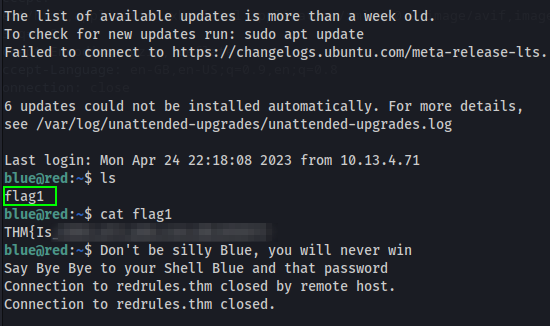 The list of available updates is more than a week old.
To check for new updates run: sudo apt update
Failed to connect to https://changelogs.ubuntu.com/meta-release-lts.
6 updates could not be installed automatically. For more details,
see /var/log/unattended-upgrades/unattended-upgrades.log
Last login: Mon Apr 24 22:18:08 2023 from 10.13.4.71
blue@red:~$ ls
flag1
blue@red:~$ cat flag1
THM{Is_
blue@red:~$ Don't be silly Blue, you will never win
Say Bye Bye to your Shell Blue and that password
Connection to redrules.thm closed by remote host.
Connection to redrules.thm closed.